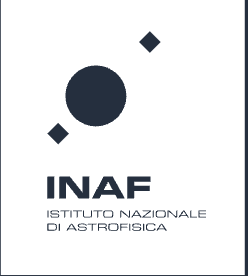 INAF
ISTITUTO NAZIONALE
DI ASTROFISICA